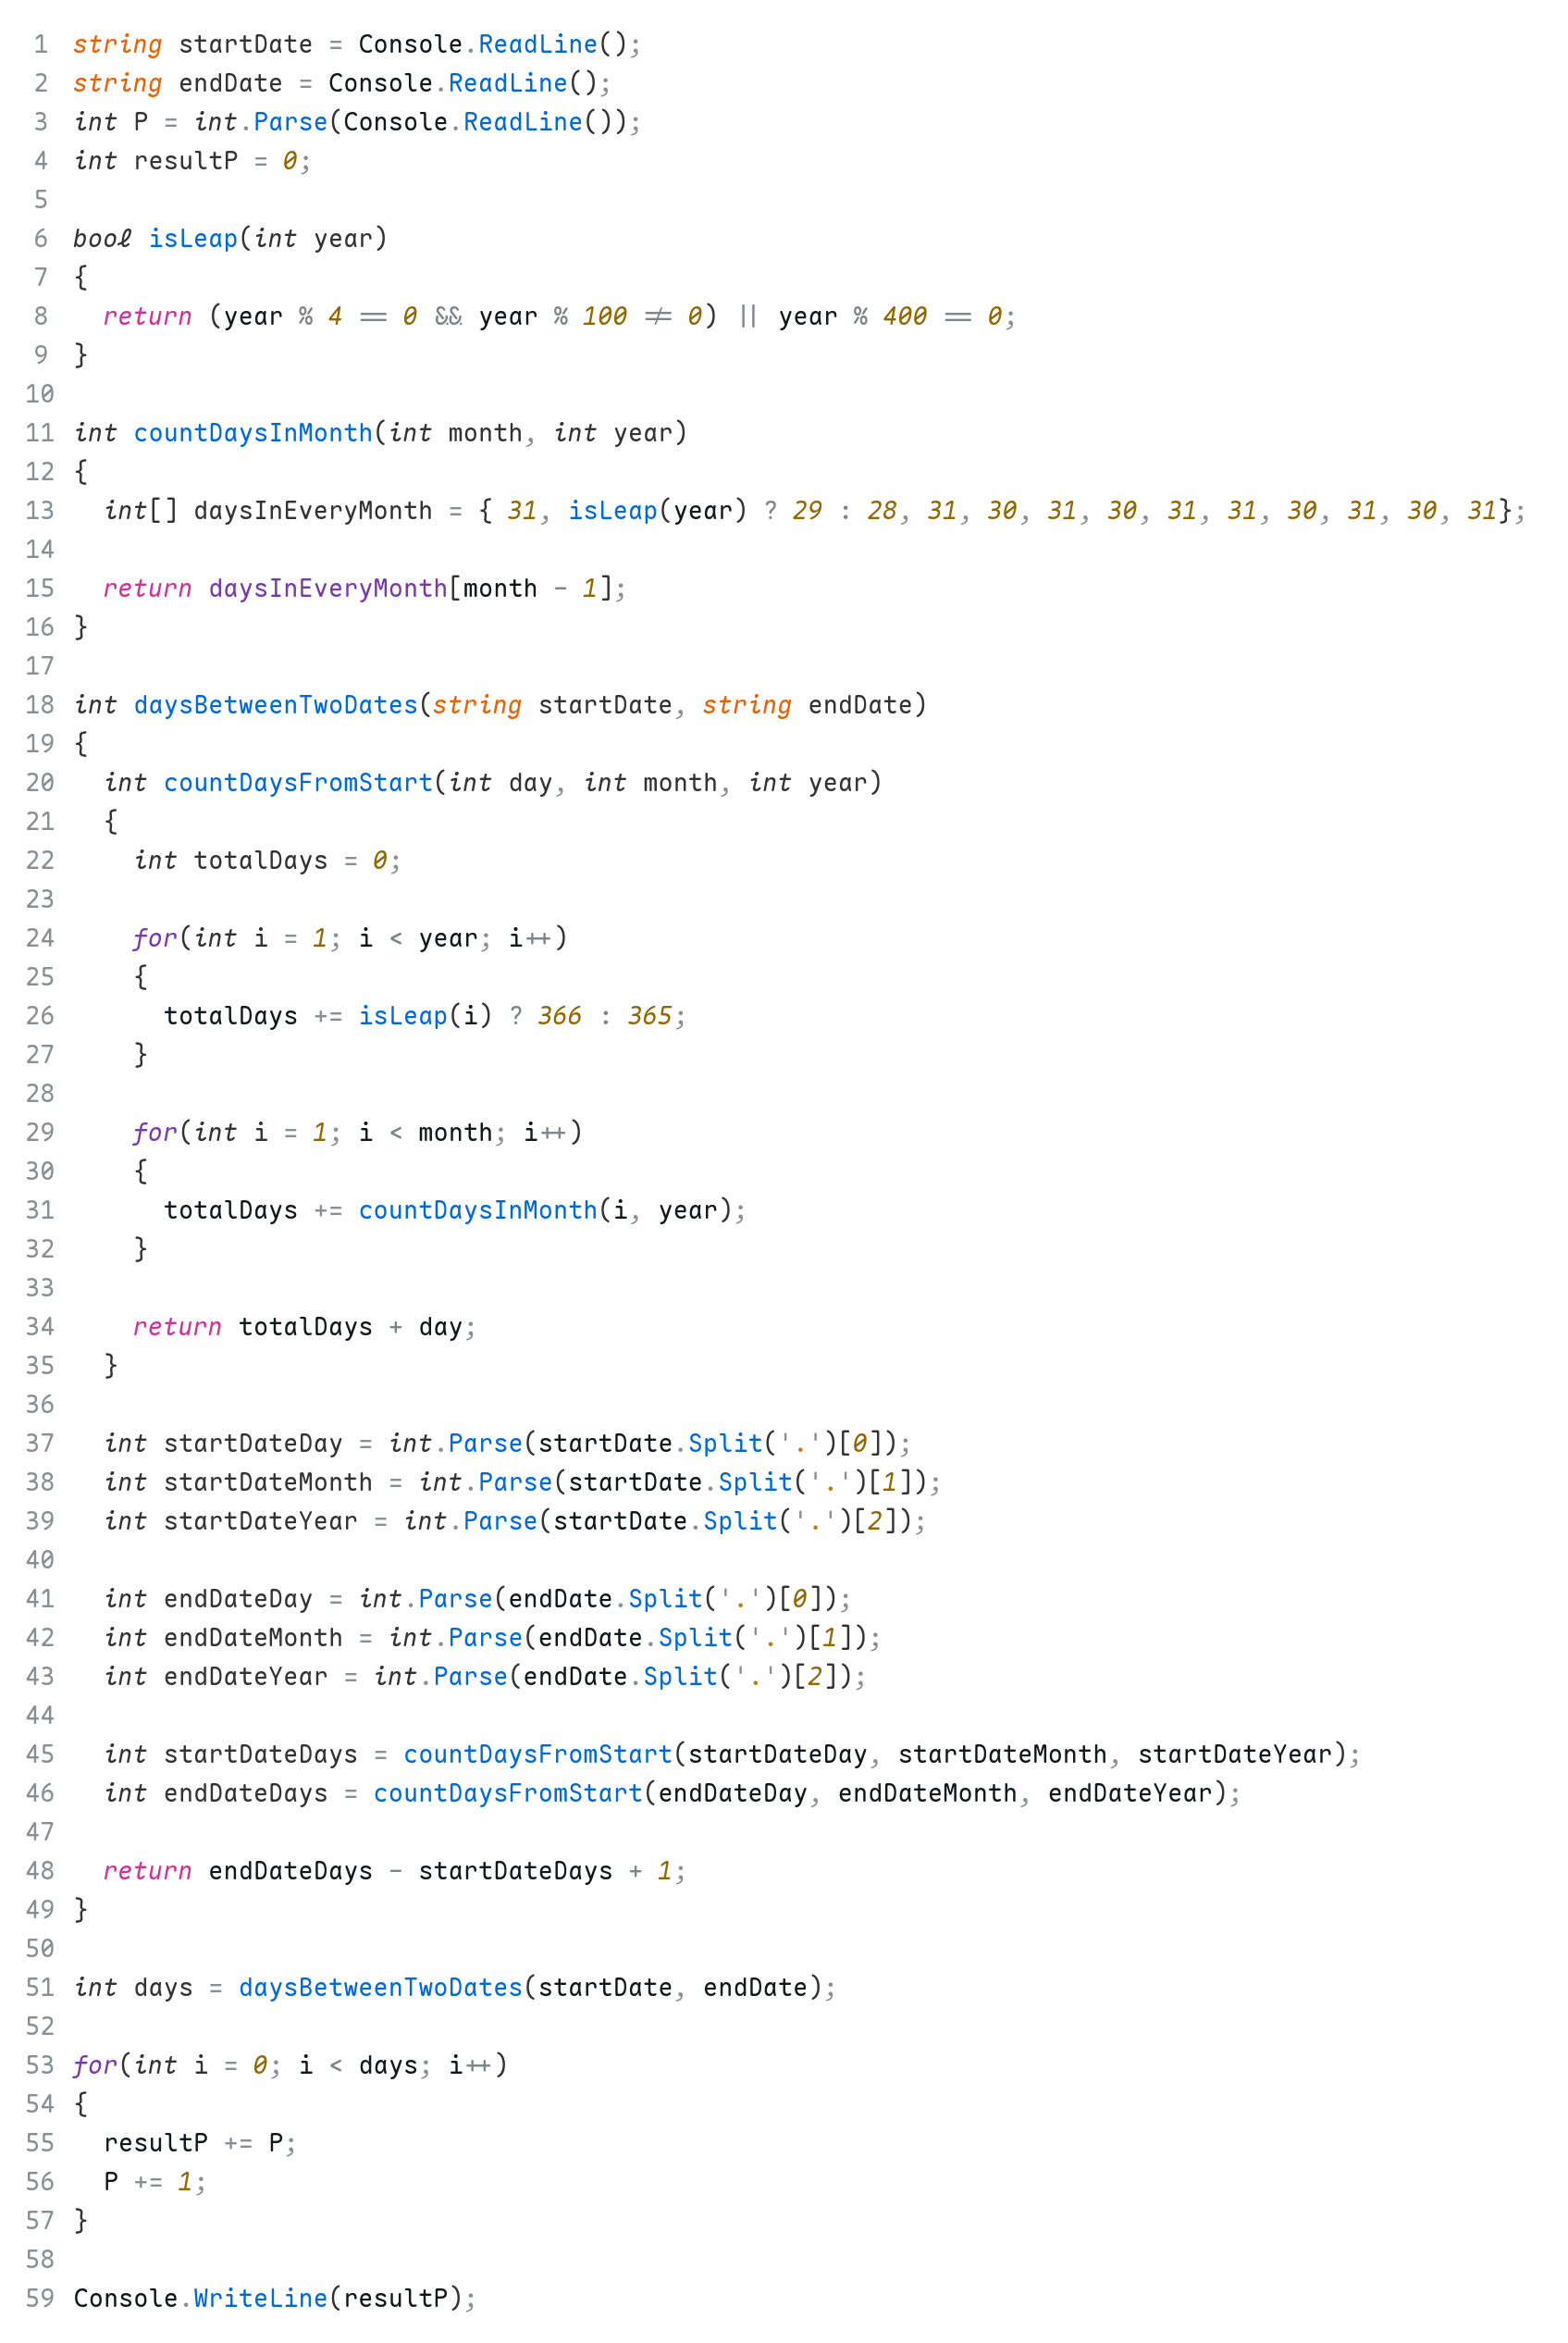 1 string startDate = Console.ReadLine();
2 string endDate = Console.ReadLine();
3 int P = int.Parse(Console.ReadLine());
4 int resultP = 0;
5
6 bool isLeap(int year)
7 {
8   return (year % 4 == 0 && year % 100 != 0) || year % 400 == 0;
9 }
10
11 int countDaysInMonth(int month, int year)
12 {
13   int[] daysInEveryMonth = { 31, isLeap(year) ? 29 : 28, 31, 30, 31, 30, 31, 31, 30, 31, 30, 31};
14
15   return daysInEveryMonth[month - 1];
16 }
17
18 int daysBetweenTwoDates(string startDate, string endDate)
19 {
20   int countDaysFromStart(int day, int month, int year)
21   {
22     int totalDays = 0;
23
24     for(int i = 1; i < year; i++)
25     {
26       totalDays += isLeap(i) ? 366 : 365;
27     }
28
29     for(int i = 1; i < month; i++)
30     {
31       totalDays += countDaysInMonth(i, year);
32     }
33
34     return totalDays + day;
35   }
36
37   int startDateDay = int.Parse(startDate.Split('.')[0]);
38   int startDateMonth = int.Parse(startDate.Split('.')[1]);
39   int startDateYear = int.Parse(startDate.Split('.')[2]);
40
41   int endDateDay = int.Parse(endDate.Split('.')[0]);
42   int endDateMonth = int.Parse(endDate.Split('.')[1]);
43   int endDateYear = int.Parse(endDate.Split('.')[2]);
44
45   int startDateDays = countDaysFromStart(startDateDay, startDateMonth, startDateYear);
46   int endDateDays = countDaysFromStart(endDateDay, endDateMonth, endDateYear);
47
48   return endDateDays - startDateDays + 1;
49 }
50
51 int days = daysBetweenTwoDates(startDate, endDate);
52
53 for(int i = 0; i < days; i++)
54 {
55   resultP += P;
56   P += 1;
57 }
58
59 Console.WriteLine(resultP);